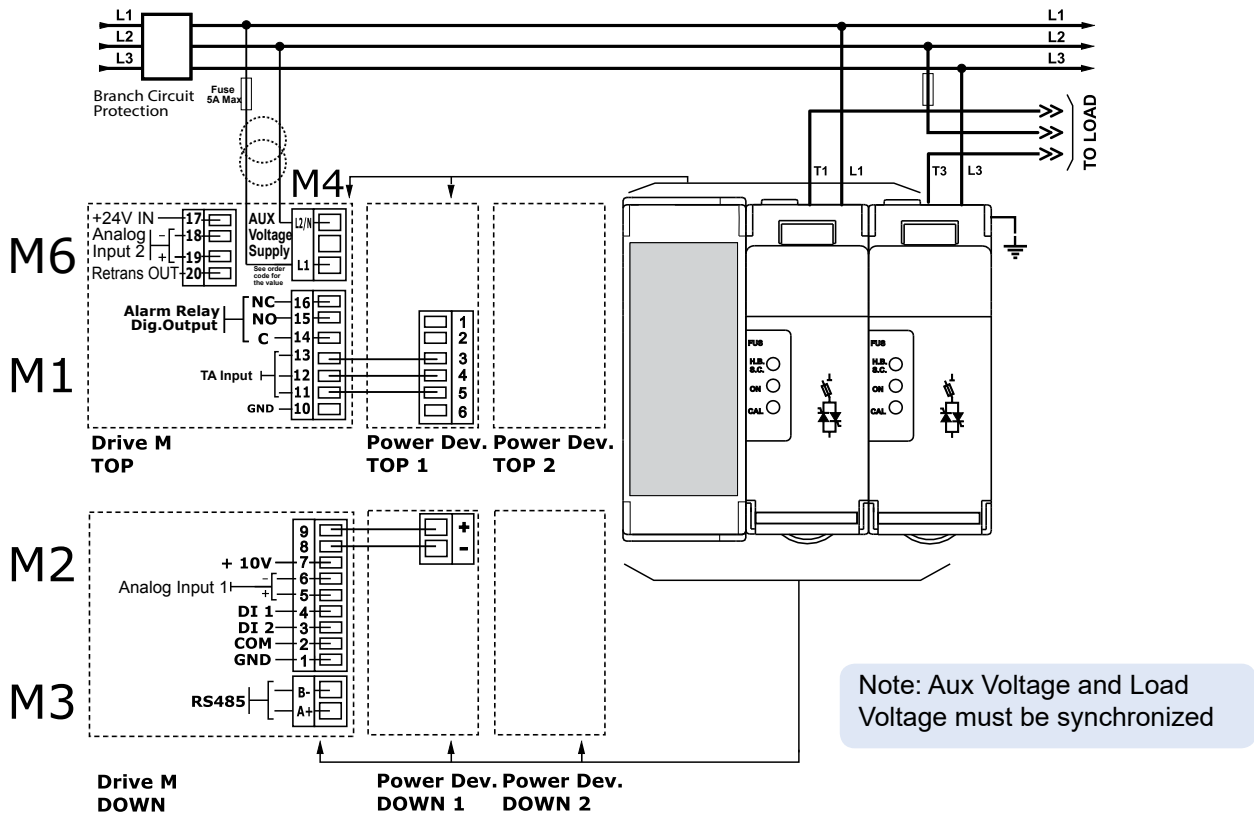 L1
L2
L3
L1
L2
L3
Branch Circuit
Protection
Fuse
5A Max
TO LOAD
T1
L1
T3
L3
M4
M6
+24V IN
17
Analog
Input 2
-
18
+
19
Retrans OUT
20
AUX
Voltage
Supply
See order
code for
the value
L2/N
L1
Alarm Relay
Dig.Output
NC
16
NO
15
C
14
M1
TA Input
13
12
11
GND
10
1
2
3
4
5
6
Drive M
TOP
Power Dev.
TOP 1
Power Dev.
TOP 2
FUS
H.B.
S.C.
ON
CAL
FUS
H.B.
S.C.
ON
CAL
M2
9
8
+ 10V
7
Analog Input 1
-
6
+
5
DI 1
4
DI 2
3
COM
2
GND
1
+
-
M3
RS485
B-
A+
Drive M
DOWN
Power Dev.
DOWN 1
Power Dev.
DOWN 2
Note: Aux Voltage and Load
Voltage must be synchronized